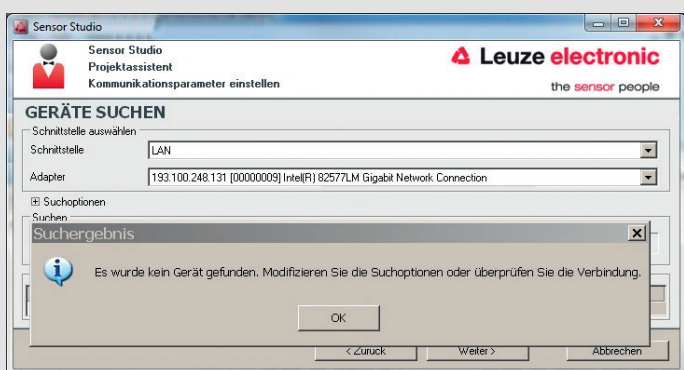 Sensor Studio
Sensor Studio
Projektassistent
Kommunikationsparameter einstellen
Leuze electronic
the sensor people
GERÄTE SUCHEN
Schnittstelle auswählen
Schnittstelle
LAN
Adapter
193.100.248.131 [00000009] Intel(R) 82577LM Gigabit Network Connection
Suchoptionen
Suchen
Suchergebnis
Es wurde kein Gerät gefunden. Modifizieren Sie die Suchoptionen oder überprüfen Sie die Verbindung.
OK
< Zurück
Weiter >
Abbrechen